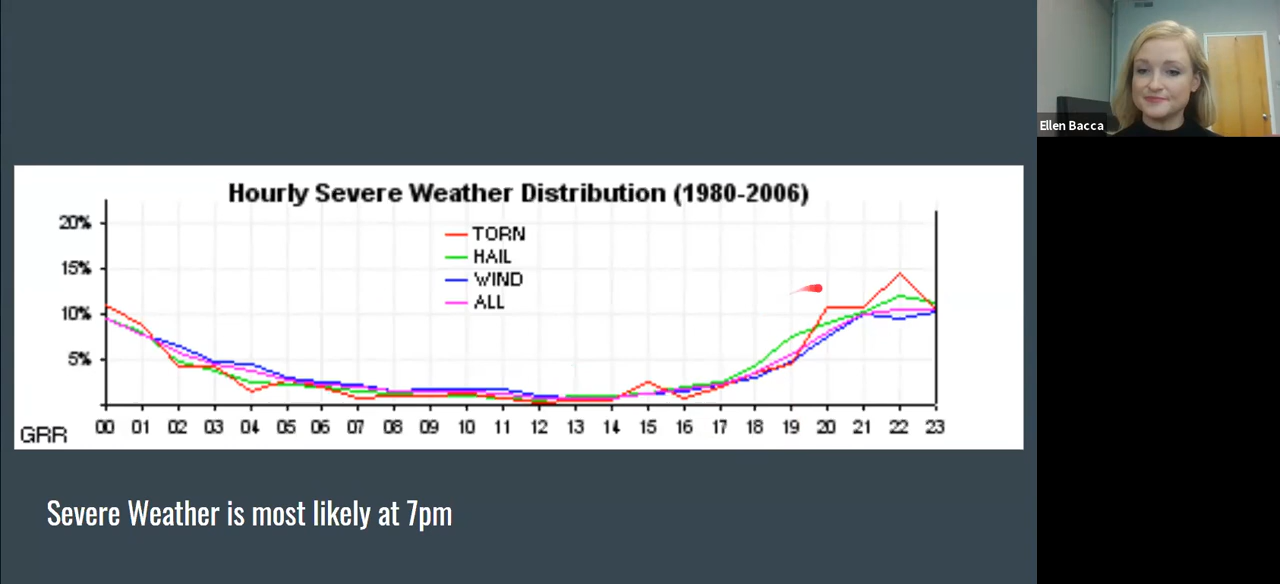 Ellen Bacca
Hourly Severe Weather Distribution (1980-2006)
20%
15%
10%
5%
TORN
HAIL
WIND
ALL
00 01 02 03 04 05 06 07 08 09 10 11 12 13 14 15 16 17 18 19 20 21 22 23
GRR
Severe Weather is most likely at 7pm